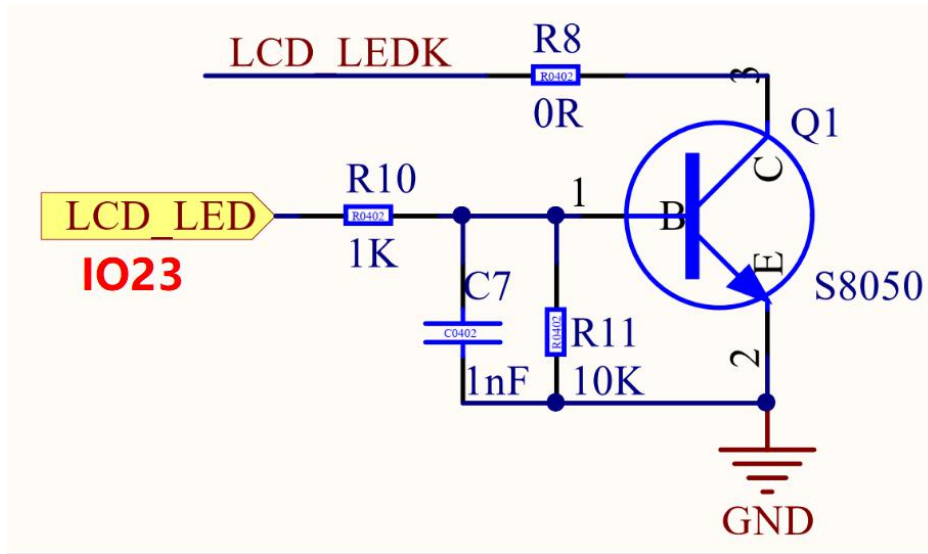 LCD_LEDK
R8
R0402
0R
3
Q1
C
R10
1
LCD_LED
R0402
B
1K
IO23
E
S8050
C7
C0402
R0402
R11
2
1nF
10K
GND